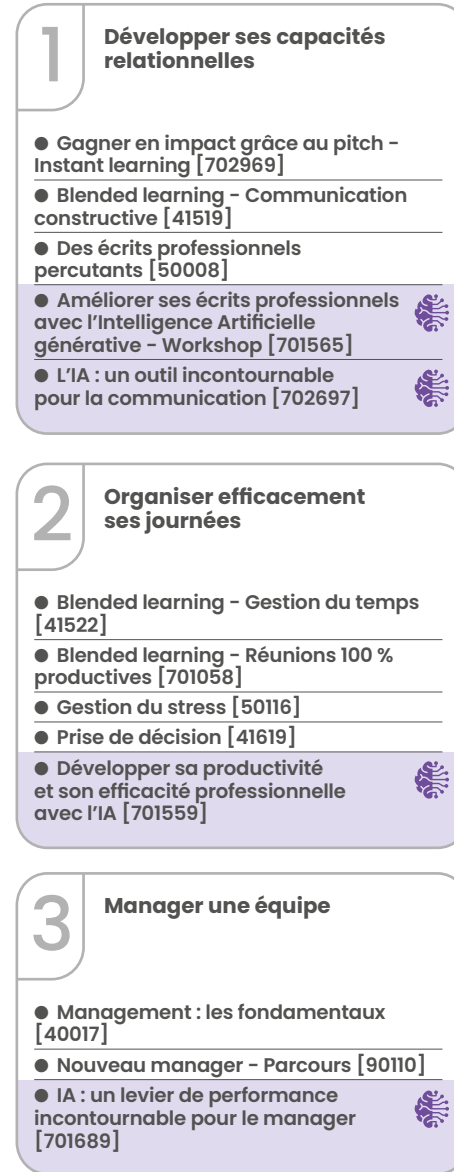 1
Développer ses capacités
relationnelles
● Gagner en impact grâce au pitch -
Instant learning [702969]
● Blended learning - Communication
constructive [41519]
● Des écrits professionnels
percutants [50008]
● Améliorer ses écrits professionnels
avec l’Intelligence Artificielle
générative - Workshop [701565]
● L’IA : un outil incontournable
pour la communication [702697]
2
Organiser efficacement
ses journées
● Blended learning - Gestion du temps
[41522]
● Blended learning - Réunions 100 %
productives [701058]
● Gestion du stress [50116]
● Prise de décision [41619]
● Développer sa productivité
et son efficacité professionnelle
avec l’IA [701559]
3
Manager une équipe
● Management : les fondamentaux
[40017]
● Nouveau manager - Parcours [90110]
● IA : un levier de performance
incontournable pour le manager
[701689]